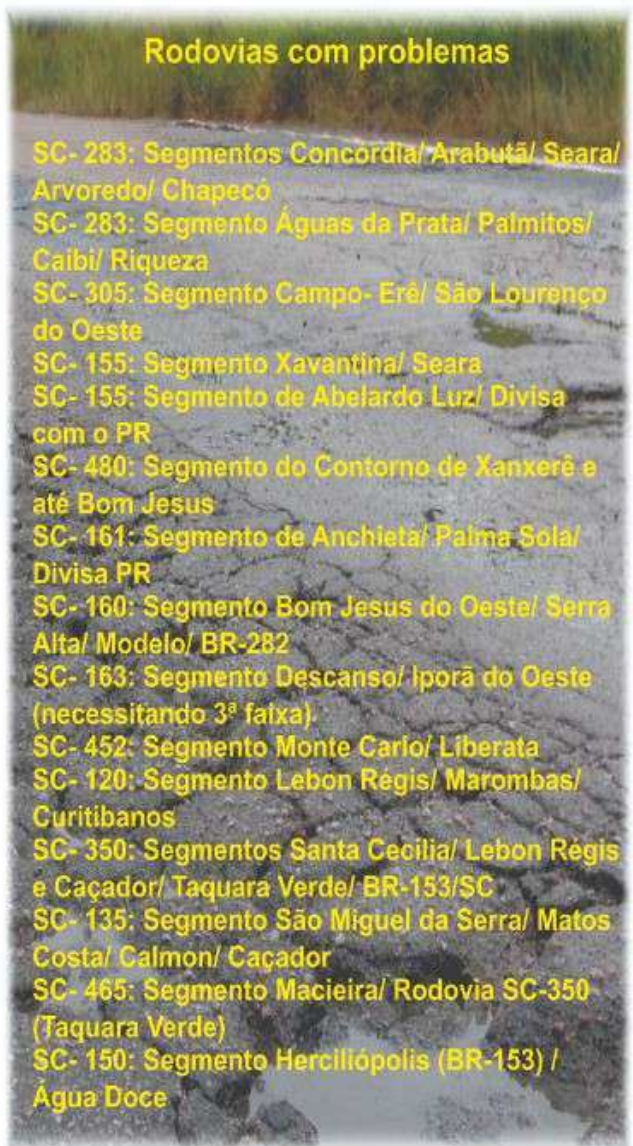 Rodovias com problemas
SC- 283: Segmentos Concórdia/ Arabutã/ Seara/
Arvoredo/ Chapecó
SC- 283: Segmento Águas da Prata/ Palmitos/
Caibi/ Riqueza
SC- 305: Segmento Campo- Erê/ São Lourenço
do Oeste
SC- 155: Segmento Xavantina/ Seara
SC- 155: Segmento de Abelardo Luz/ Divisa
com o PR
SC- 480: Segmento do Contorno de Xanxerê e
até Bom Jesus
SC- 161: Segmento de Anchieta/ Palma Sola/
Divisa PR
SC- 160: Segmento Bom Jesus do Oeste/ Serra
Alta/ Modelo/ BR-282
SC- 163: Segmento Descanso/ Iporã do Oeste
(necessitando 3ª faixa)
SC- 452: Segmento Monte Carlo/ Liberata
SC- 120: Segmento Lebon Régis/ Marombas/
Curitibanos
SC- 350: Segmentos Santa Cecília/ Lebon Régis
e Caçador/ Taquara Verde/ BR-153/SC
SC- 135: Segmento São Miguel da Serra/ Matos
Costa/ Calmon/ Caçador
SC- 465: Segmento Macieira/ Rodovia SC-350
(Taquara Verde)
SC- 150: Segmento Herciliópolis (BR-153) /
Água Doce